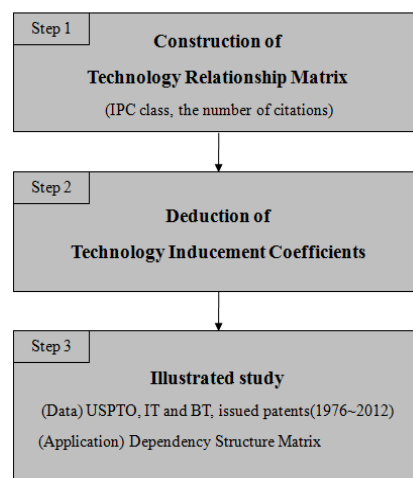 Step 1
Construction of
Technology Relationship Matrix
(IPC class, the number of citations)
Step 2
Deduction of
Technology Inducement Coefficients
Step 3
Illustrated study
(Data) USPTO, IT and BT, issued patents(1976~2012)
(Application) Dependency Structure Matrix